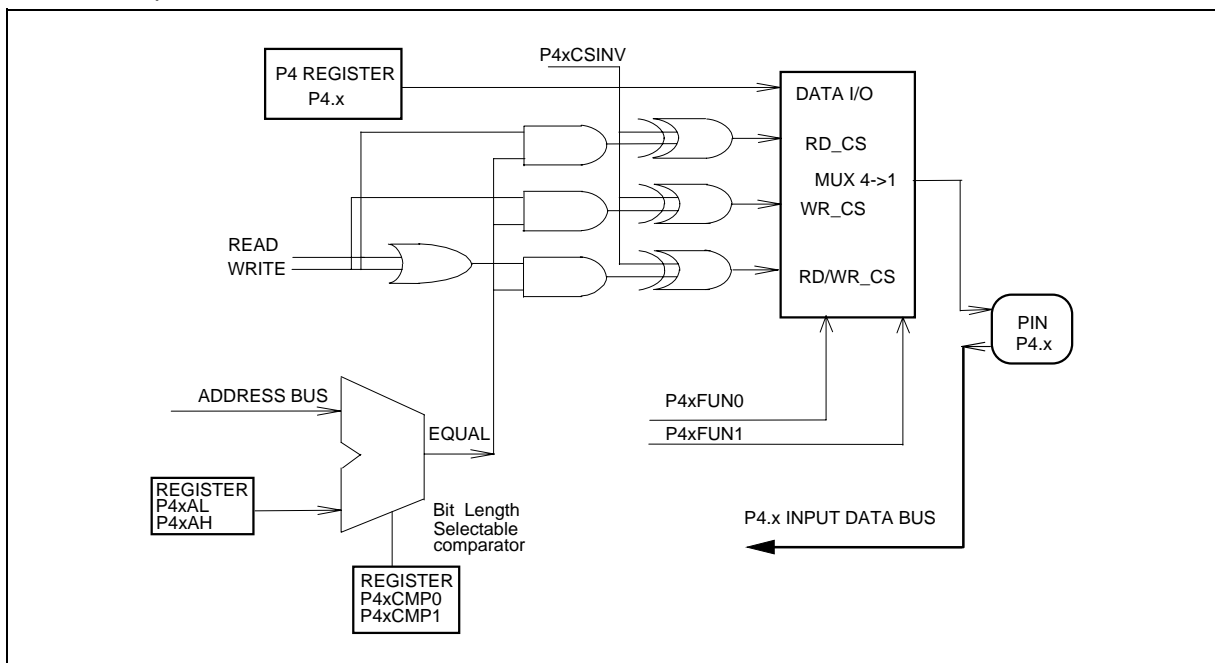 P4xCSINV
P4 REGISTER
P4.x
DATA I/O
RD_CS
MUX 4->1
WR_CS
RD/WR_CS
READ
WRITE
PIN
P4.x
ADDRESS BUS
EQUAL
P4xFUN0
P4xFUN1
REGISTER
P4xAL
P4xAH
Bit Length
Selectable
comparator
P4.x INPUT DATA BUS
REGISTER
P4xCMP0
P4xCMP1